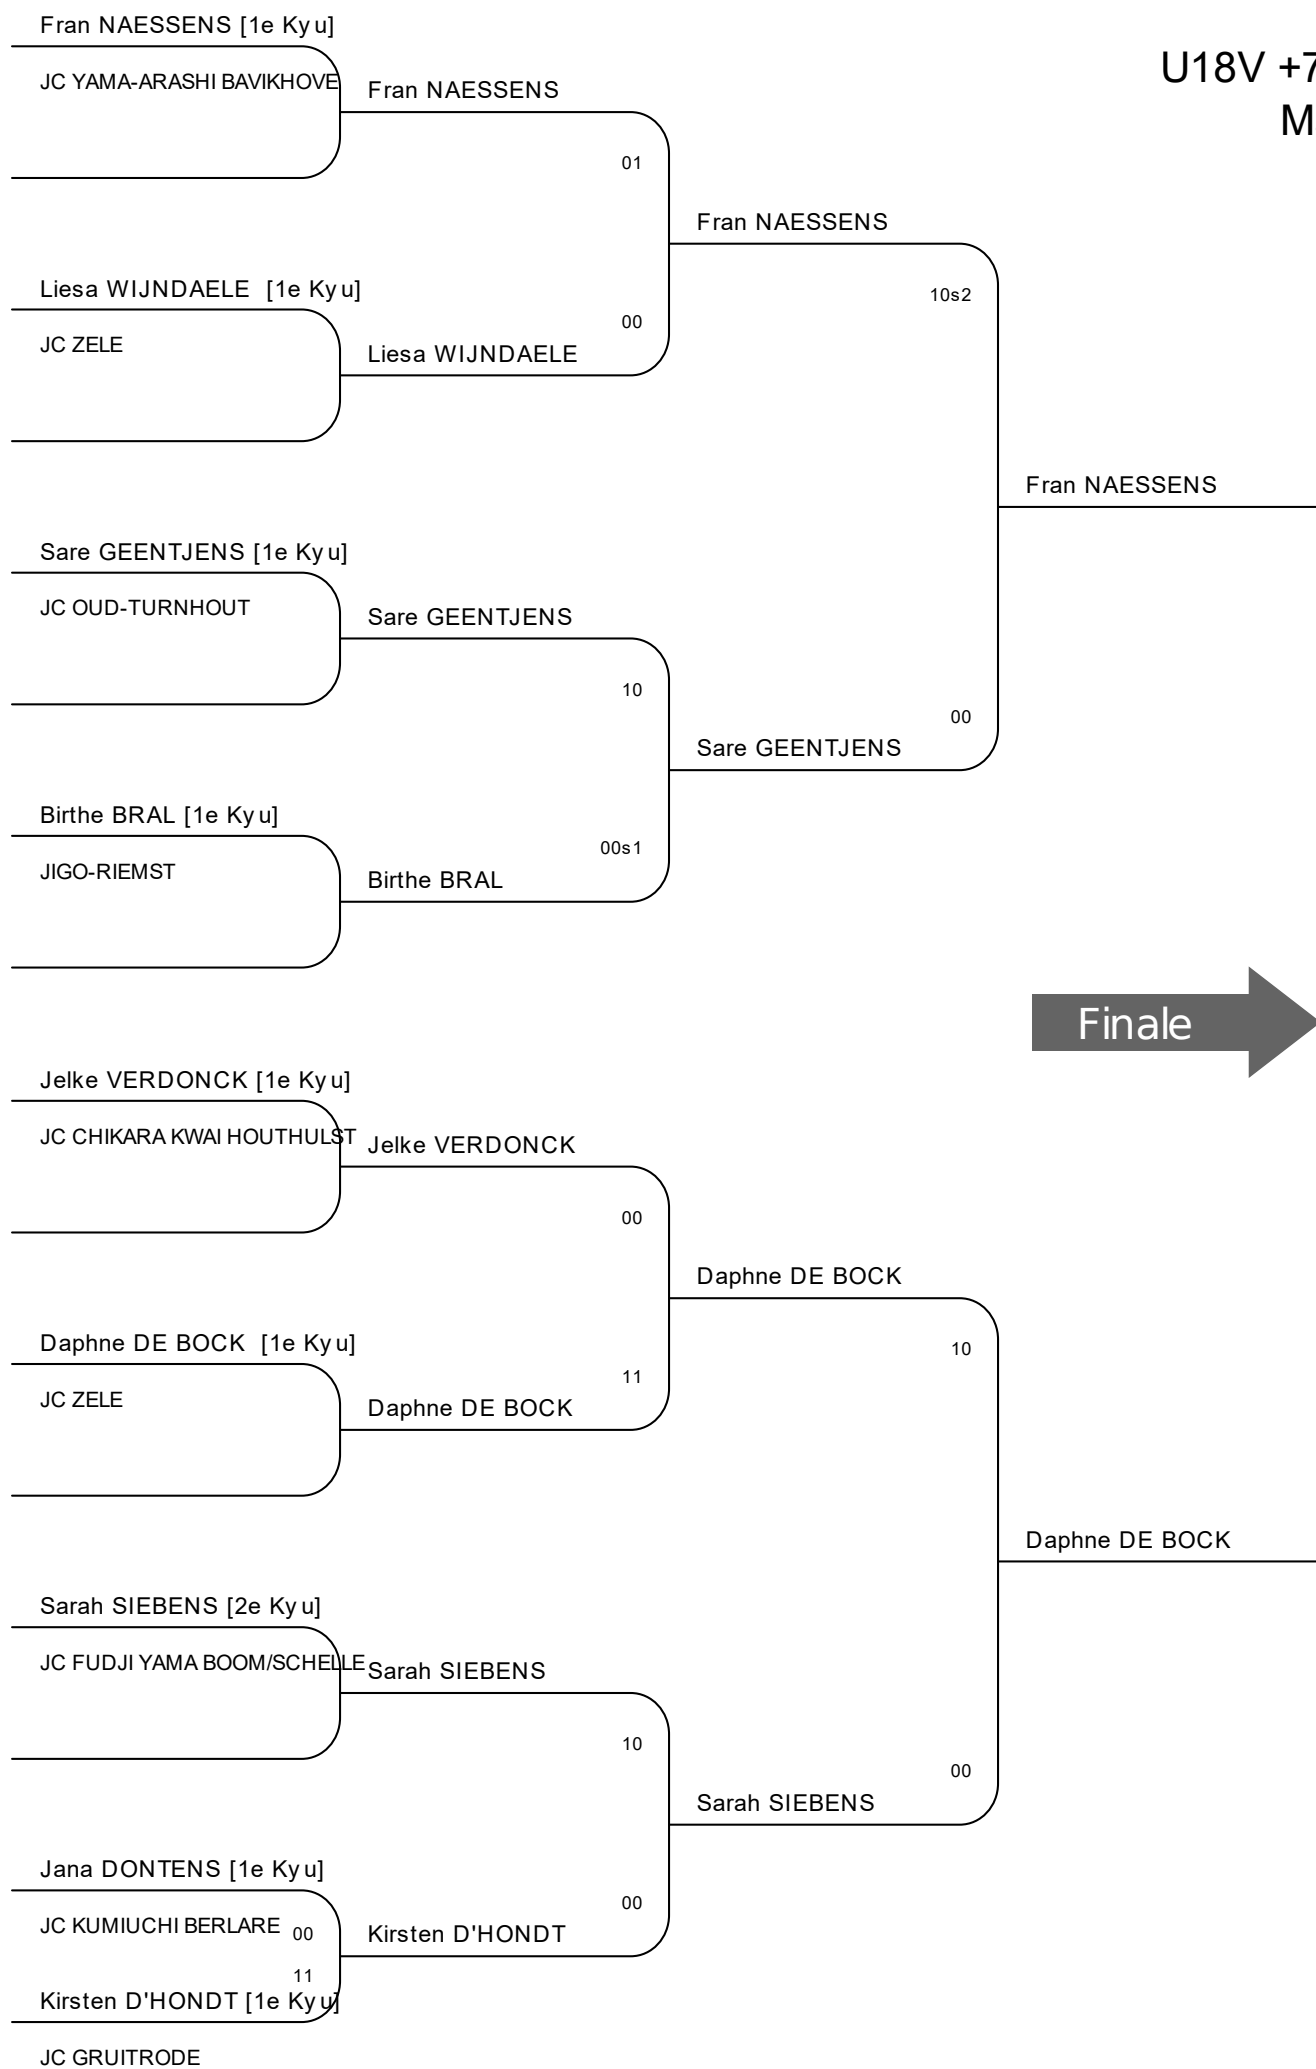 Fran NAESSENS [1e Kyu]
JC YAMA-ARASHI BAVIKHOVE
Fran NAESSENS
U18V +7
M
01
Fran NAESSENS
Liesa WIJNDAELE [1e Kyu]
10s2
00
JC ZELE
Liesa WIJNDAELE
Fran NAESSENS
Sare GEENTJENS [1e Kyu]
JC OUD-TURNHOUT
Sare GEENTJENS
10
00
Sare GEENTJENS
Birthe BRAL [1e Kyu]
00s1
JIGO-RIEMST
Birthe BRAL
Finale
Jelke VERDONCK [1e Kyu]
JC CHIKARA KWAI HOUTHULST
Jelke VERDONCK
00
Daphne DE BOCK
Daphne DE BOCK [1e Kyu]
10
11
JC ZELE
Daphne DE BOCK
Daphne DE BOCK
Sarah SIEBENS [2e Kyu]
JC FUDJI YAMA BOOM/SCHELLE
Sarah SIEBENS
10
00
Sarah SIEBENS
Jana DONTENS [1e Kyu]
00
JC KUMIUCHI BERLARE
00
Kirsten D'HONDT
11
Kirsten D'HONDT [1e Kyu]
JC GRUITRODE